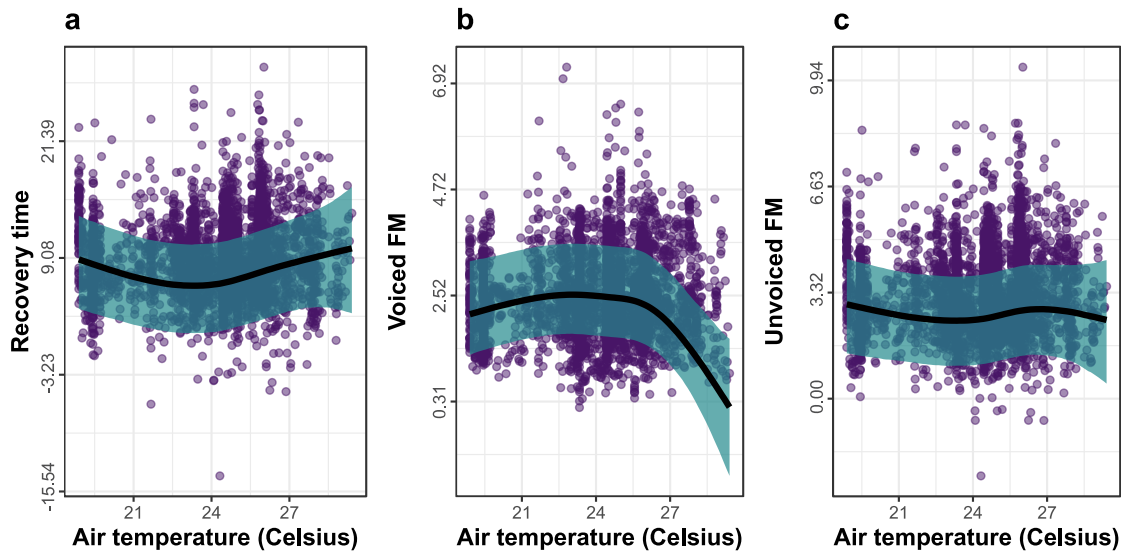 a
b
c
Recovery time
21.39
9.08
-3.23
-15.54
21
24
27
Air temperature (Celsius)
Voiced FM
6.92
4.72
2.52
0.31
21
24
27
Air temperature (Celsius)
Unvoiced FM
9.94
6.63
3.32
0.00
21
24
27
Air temperature (Celsius)